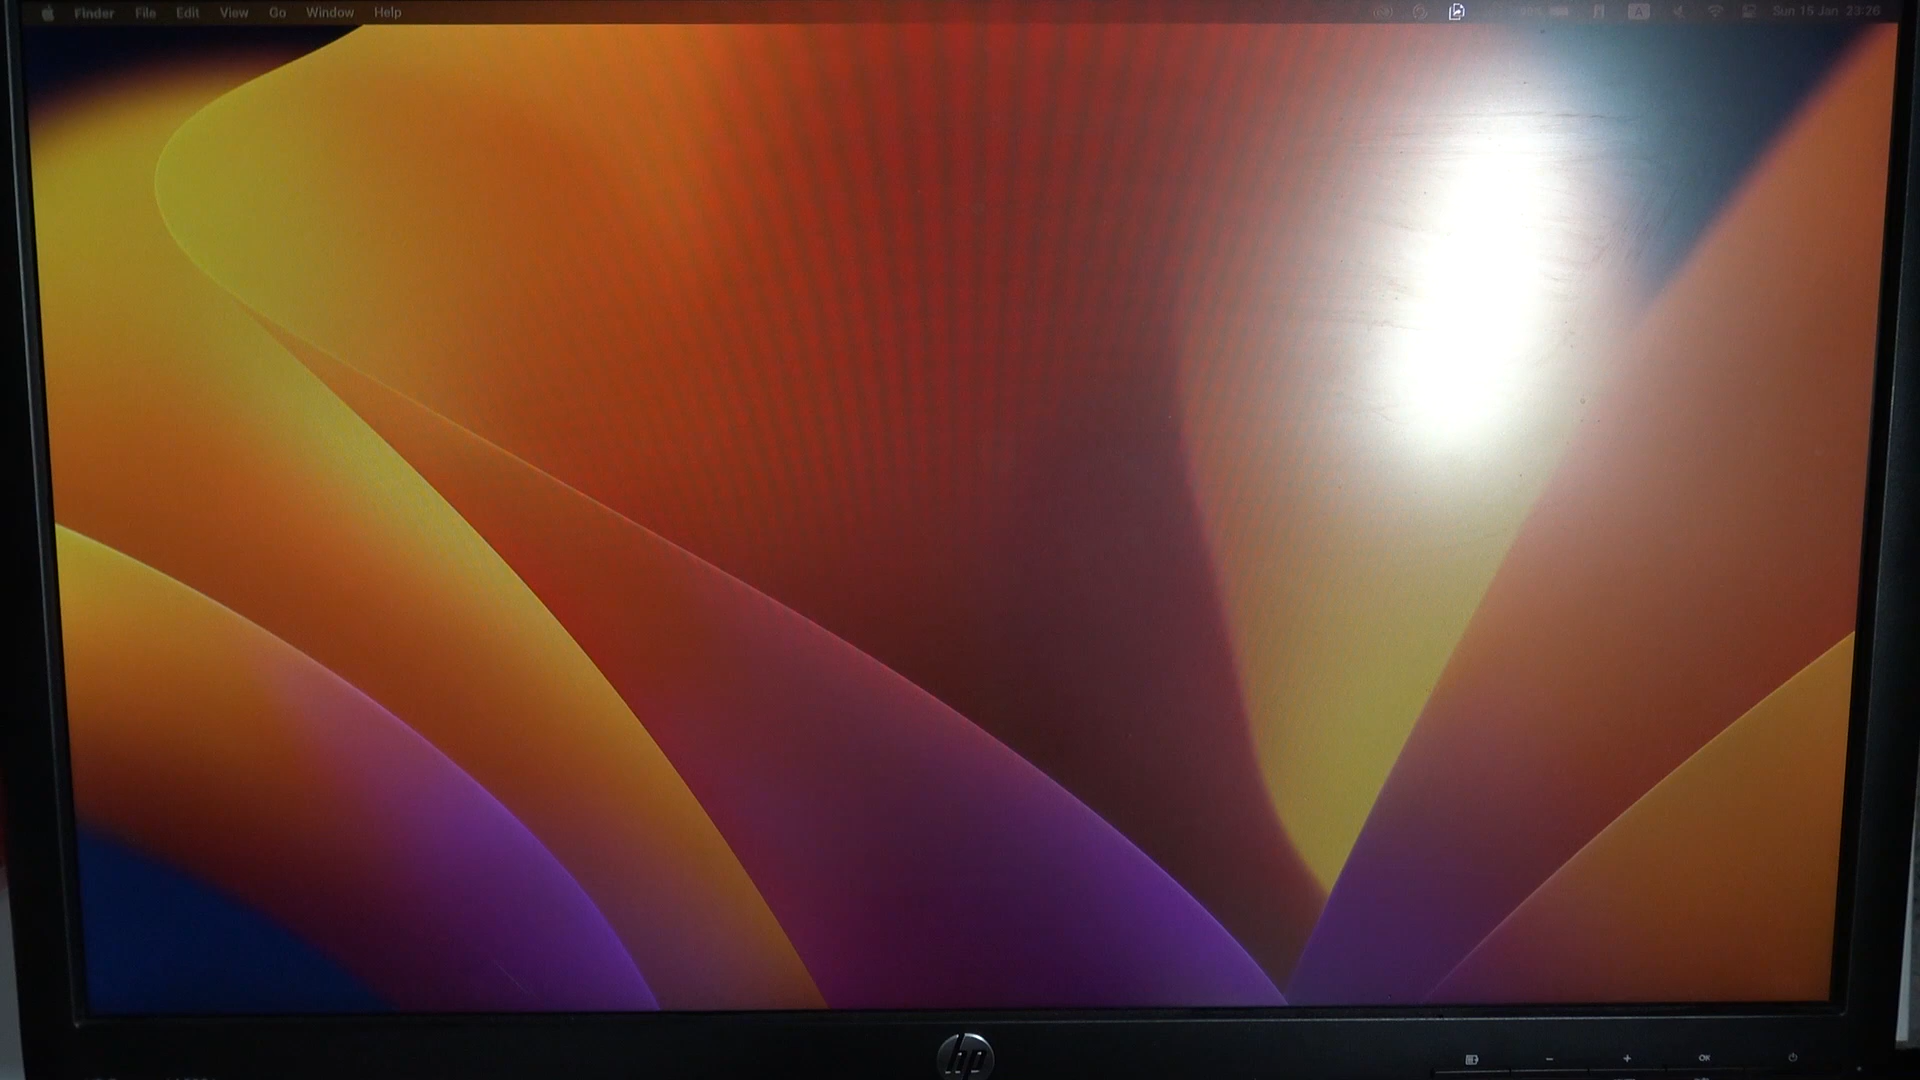 Finder File Edit View Go Window Help
A Sun 15 Jan 23:26
hp
- + OK